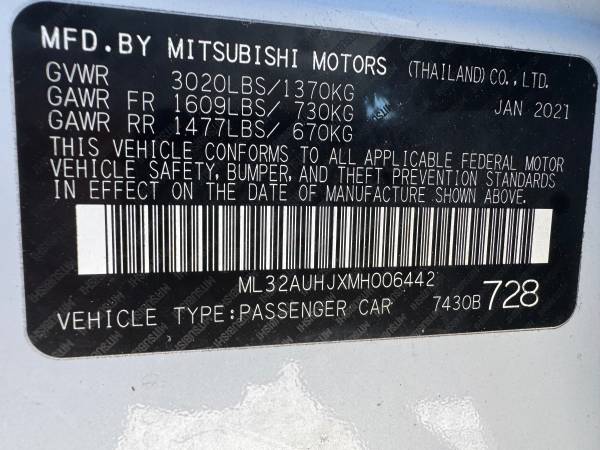 MFD.BY MITSUBISHI MOTORS (THAILAND)CO.,LTD.
GVWR 3020LBS/1370KG JAN 2021
GAWR FR 1609LBS/ 730KG
GAWR RR 1477LBS/ 670KG
THIS VEHICLE CONFORMS TO ALL APPLICABLE FEDERAL MOTOR
VEHICLE SAFETY, BUMPER, AND THEFT PREVENTION STANDARDS
IN EFFECT ON THE DATE OF MANUFACTURE SHOWN ABOVE.
ML32AUHJXMH006442
VEHICLE TYPE:PASSENGER CAR 7430B 728